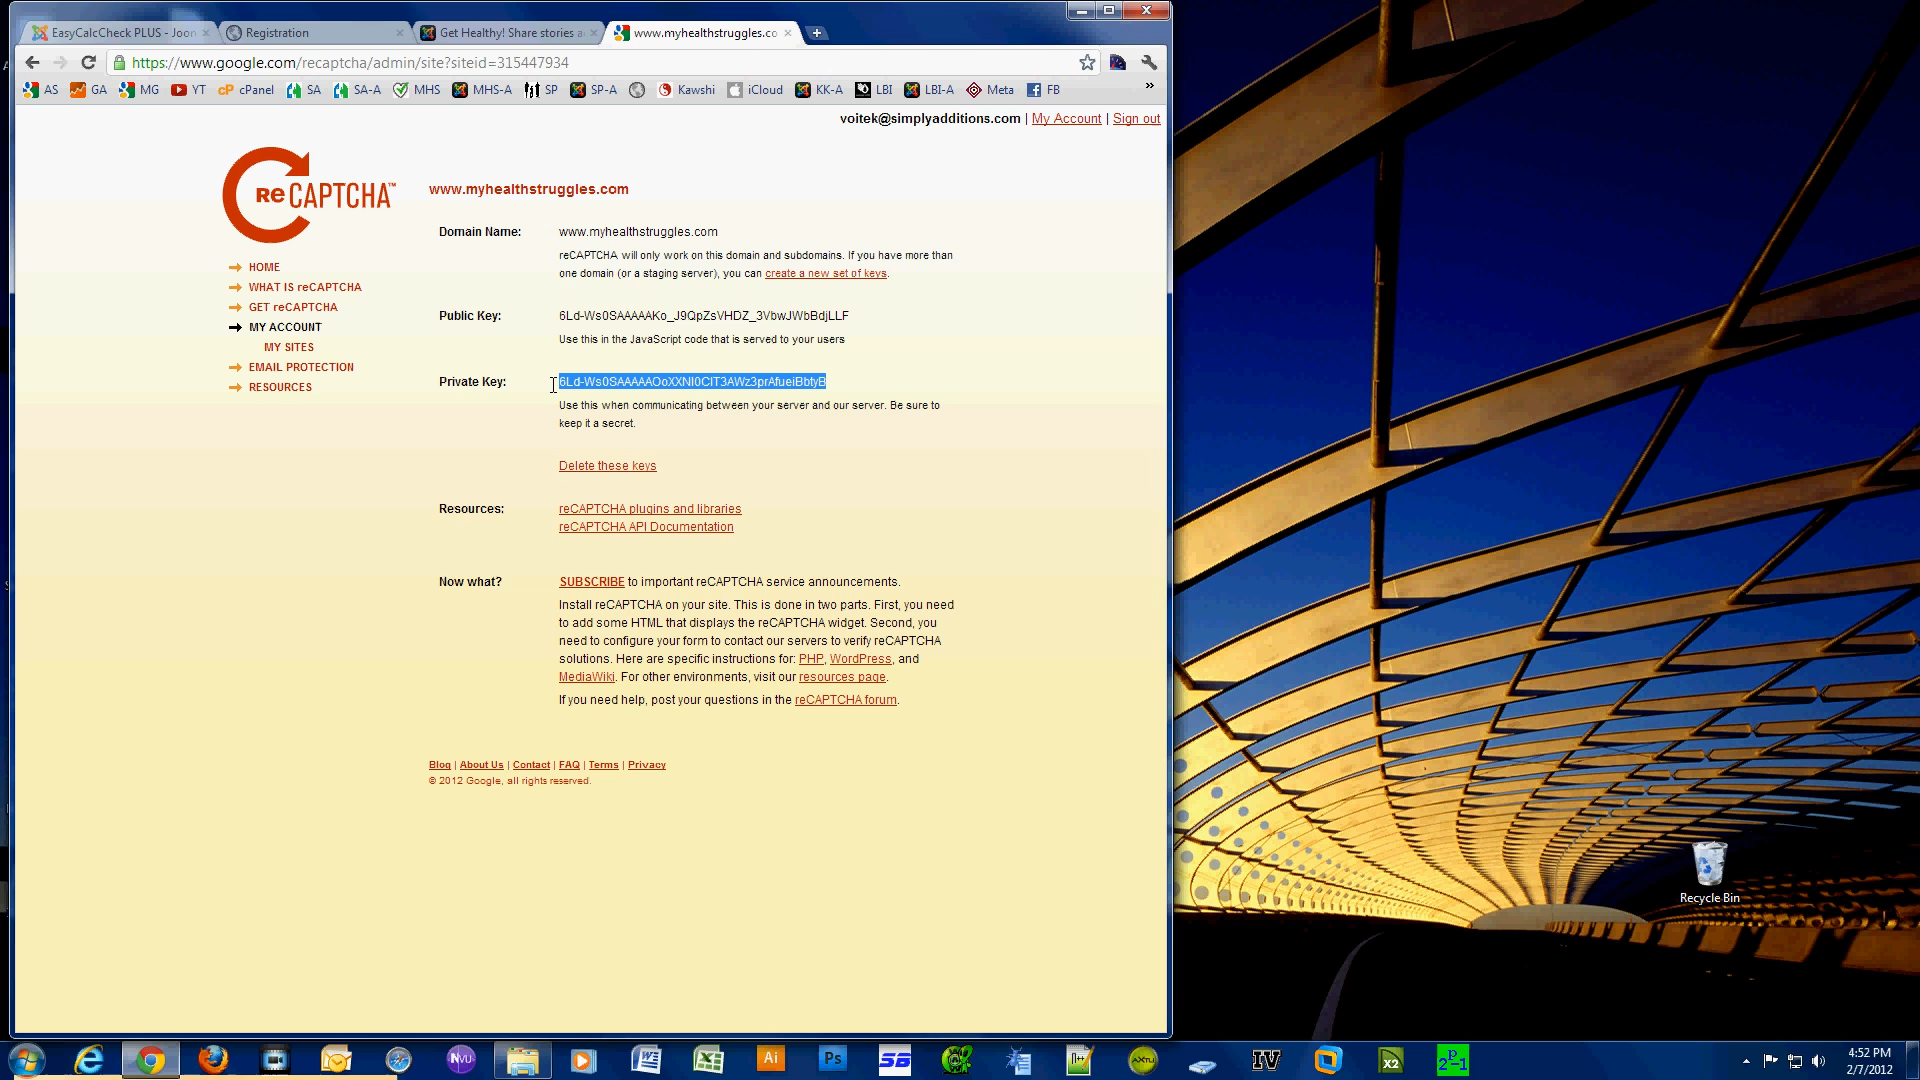 EasyCalcCheck PLUS - Joon
Registration
Get Healthy! Share stories a
www.myhealthstruggles.co
https://www.google.com/recaptcha/admin/site?siteid=315447934
AS GA MG YT cPanel SA SA-A MHS MHS-A SP SP-A Kawshi iCloud KK-A LBI LBI-A Meta FB »
voitek@simplyadditions.com | My Account | Sign out
reCAPTCHA™
HOME
WHAT IS reCAPTCHA
GET reCAPTCHA
MY ACCOUNT
MY SITES
EMAIL PROTECTION
RESOURCES
www.myhealthstruggles.com
Domain Name: www.myhealthstruggles.com
reCAPTCHA will only work on this domain and subdomains. If you have more than
one domain (or a staging server), you can create a new set of keys.
Public Key: 6Ld-Ws0SAAAAAKo_J9QpZsVHDZ_3VbwJWbBdjLLF
Use this in the JavaScript code that is served to your users
Private Key:
Use this when communicating between your server and our server. Be sure to
keep it a secret.
Delete these keys
Resources: reCAPTCHA plugins and libraries
reCAPTCHA API Documentation
Now what? SUBSCRIBE to important reCAPTCHA service announcements.
Install reCAPTCHA on your site. This is done in two parts. First, you need
to add some HTML that displays the reCAPTCHA widget. Second, you
need to configure your form to contact our servers to verify reCAPTCHA
solutions. Here are specific instructions for: PHP, WordPress, and
MediaWiki. For other environments, visit our resources page.
If you need help, post your questions in the reCAPTCHA forum.
Blog | About Us | Contact | FAQ | Terms | Privacy
© 2012 Google, all rights reserved.
Recycle Bin
NVU Ai Ps S6 AXTU IV X2 2p-1
4:52 PM
2/7/2012